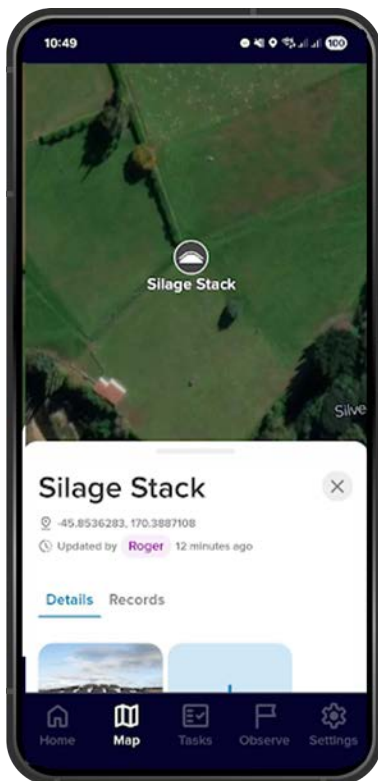 10:49
100
Silage Stack
Silve
Silage Stack
-45.8536283, 170.3887108
Updated by Roger 12 minutes ago
Details Records
Home Map Tasks Observe Settings